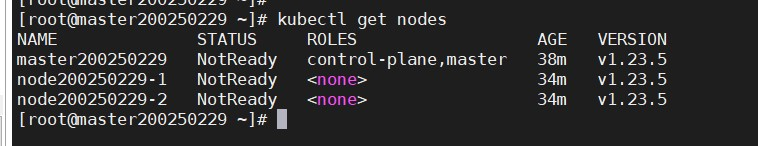 [root@master200250229 ~]# kubectl get nodes
NAME STATUS ROLES AGE VERSION
master200250229 NotReady control-plane,master 38m v1.23.5
node200250229-1 NotReady <none> 34m v1.23.5
node200250229-2 NotReady <none> 34m v1.23.5
[root@master200250229 ~]#